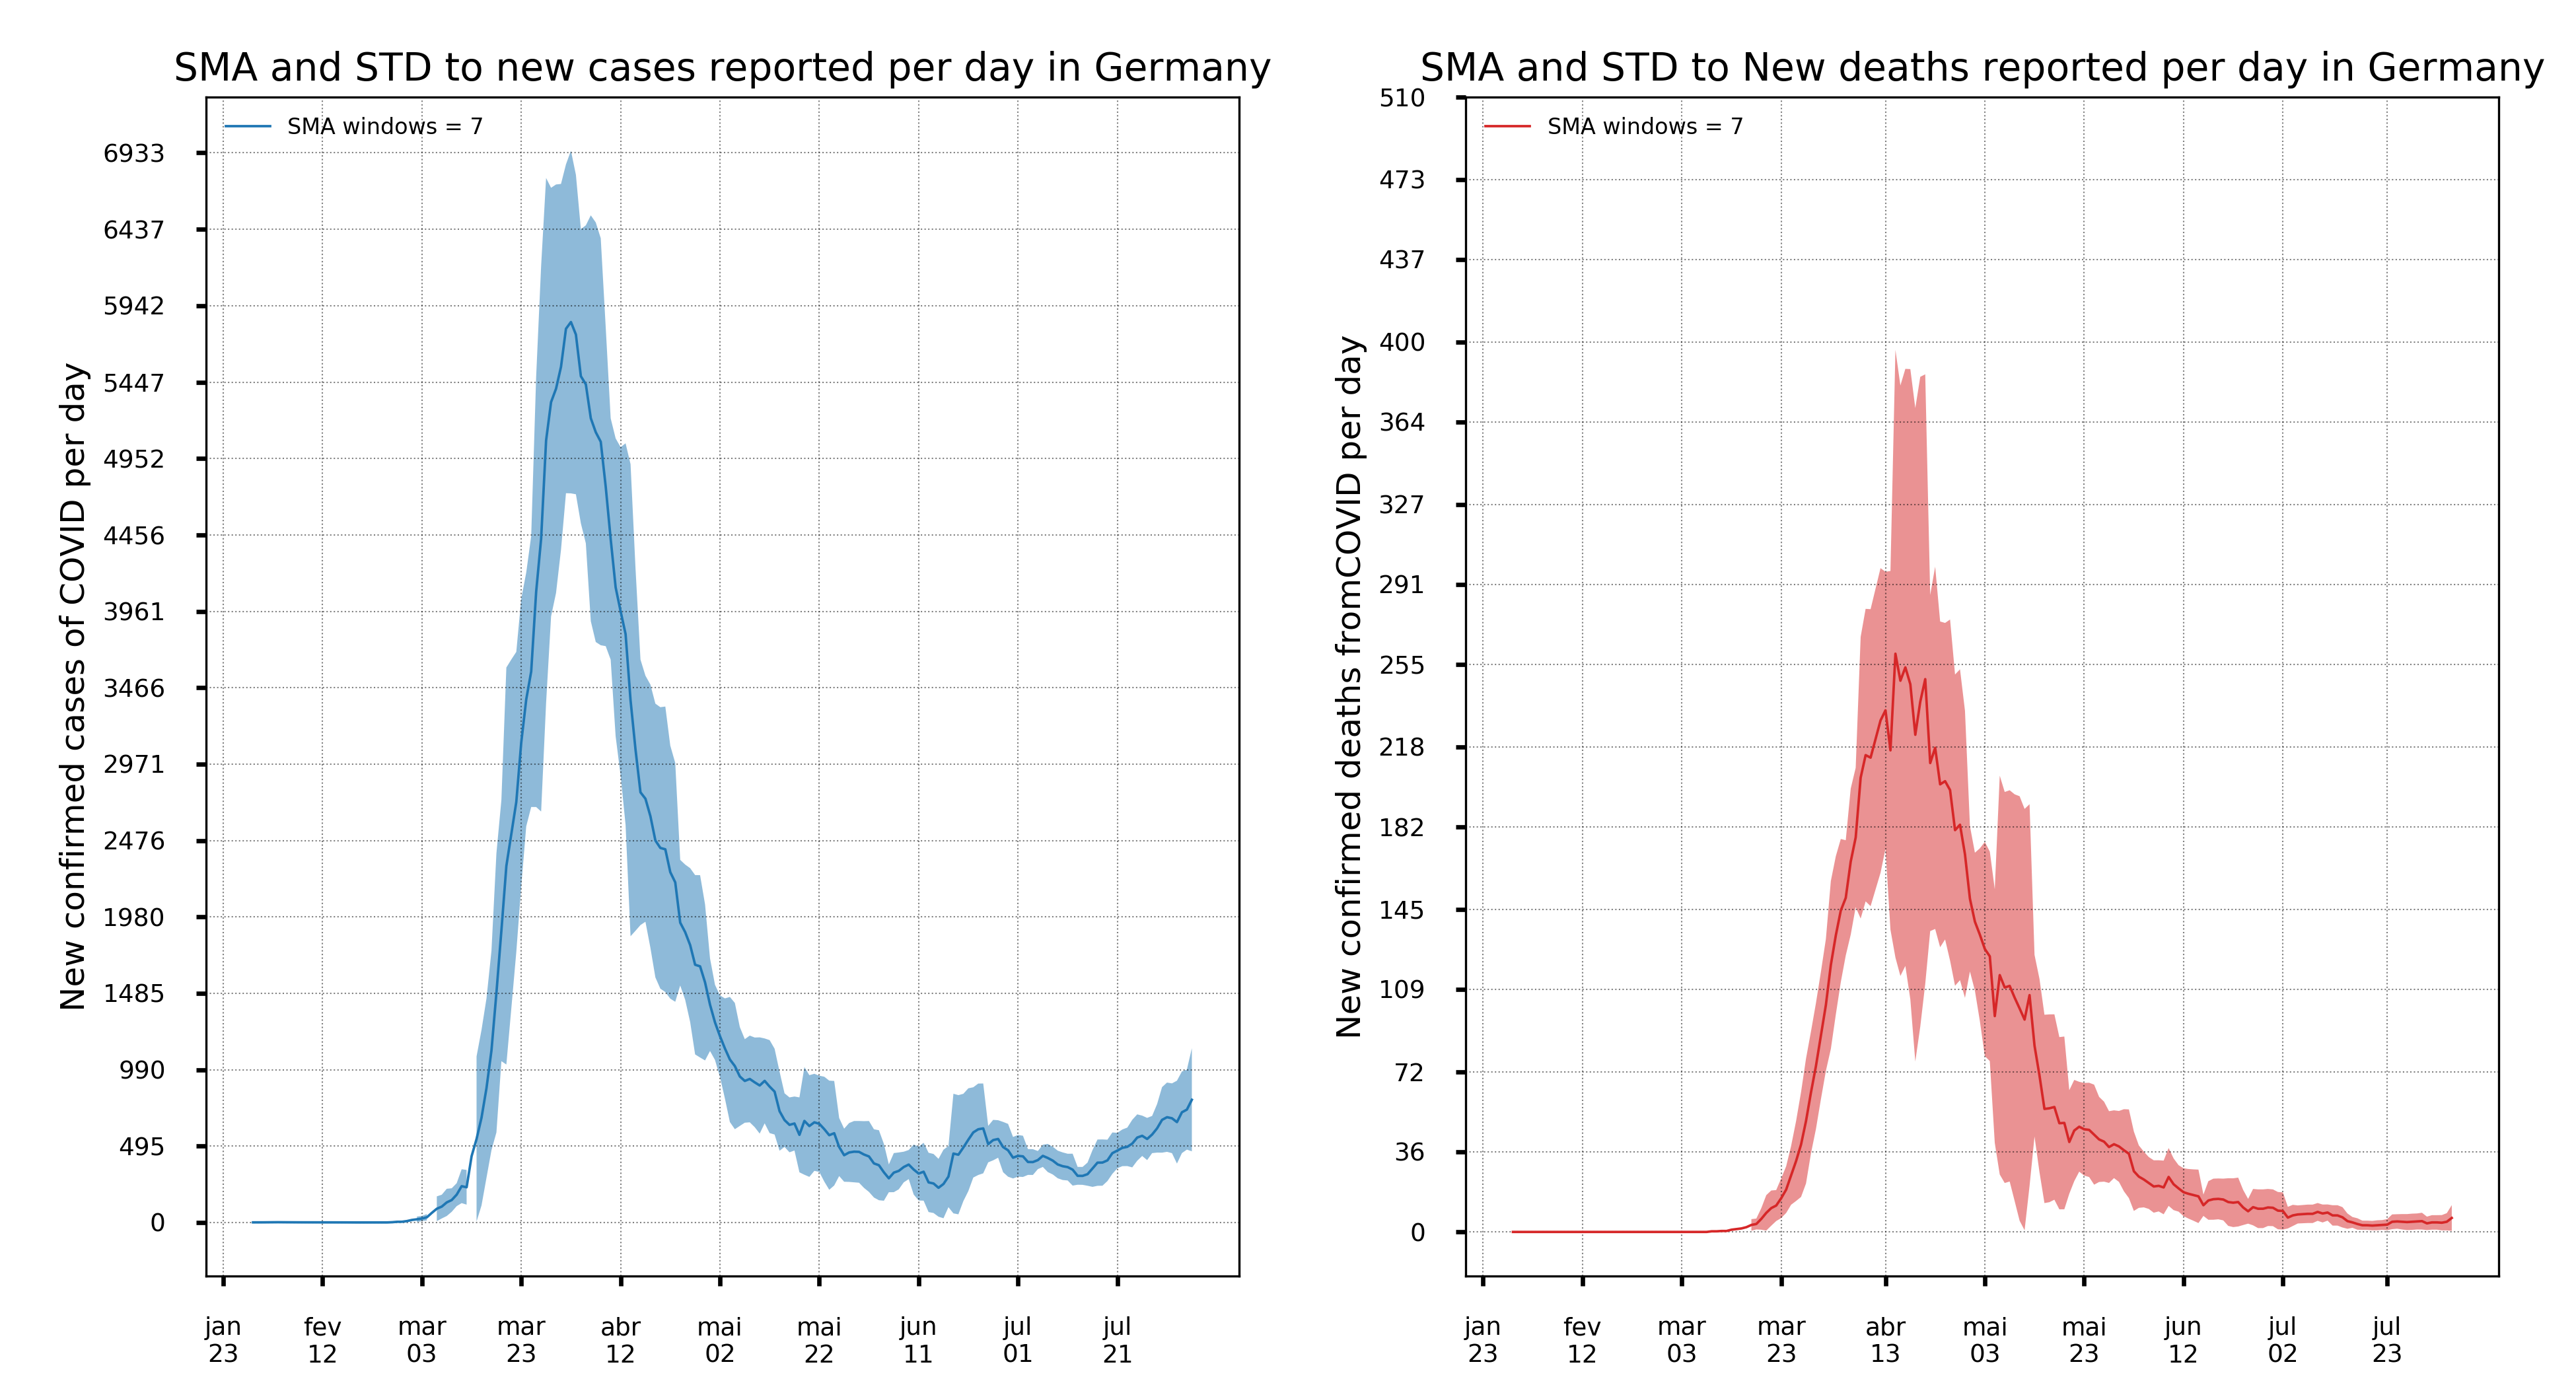 SMA and STD to new cases reported per day in Germany
SMA windows = 7
New confirmed cases of COVID per day
6933
6437
5942
5447
4952
4456
3961
3466
2971
2476
1980
1485
990
495
0
jan 23
fev 12
mar 03
mar 23
abr 12
mai 02
mai 22
jun 11
jul 01
jul 21
SMA and STD to New deaths reported per day in Germany
SMA windows = 7
New confirmed deaths fromCOVID per day
510
473
437
400
364
327
291
255
218
182
145
109
72
36
0
jan 23
fev 12
mar 03
mar 23
abr 13
mai 03
mai 23
jun 12
jul 02
jul 23